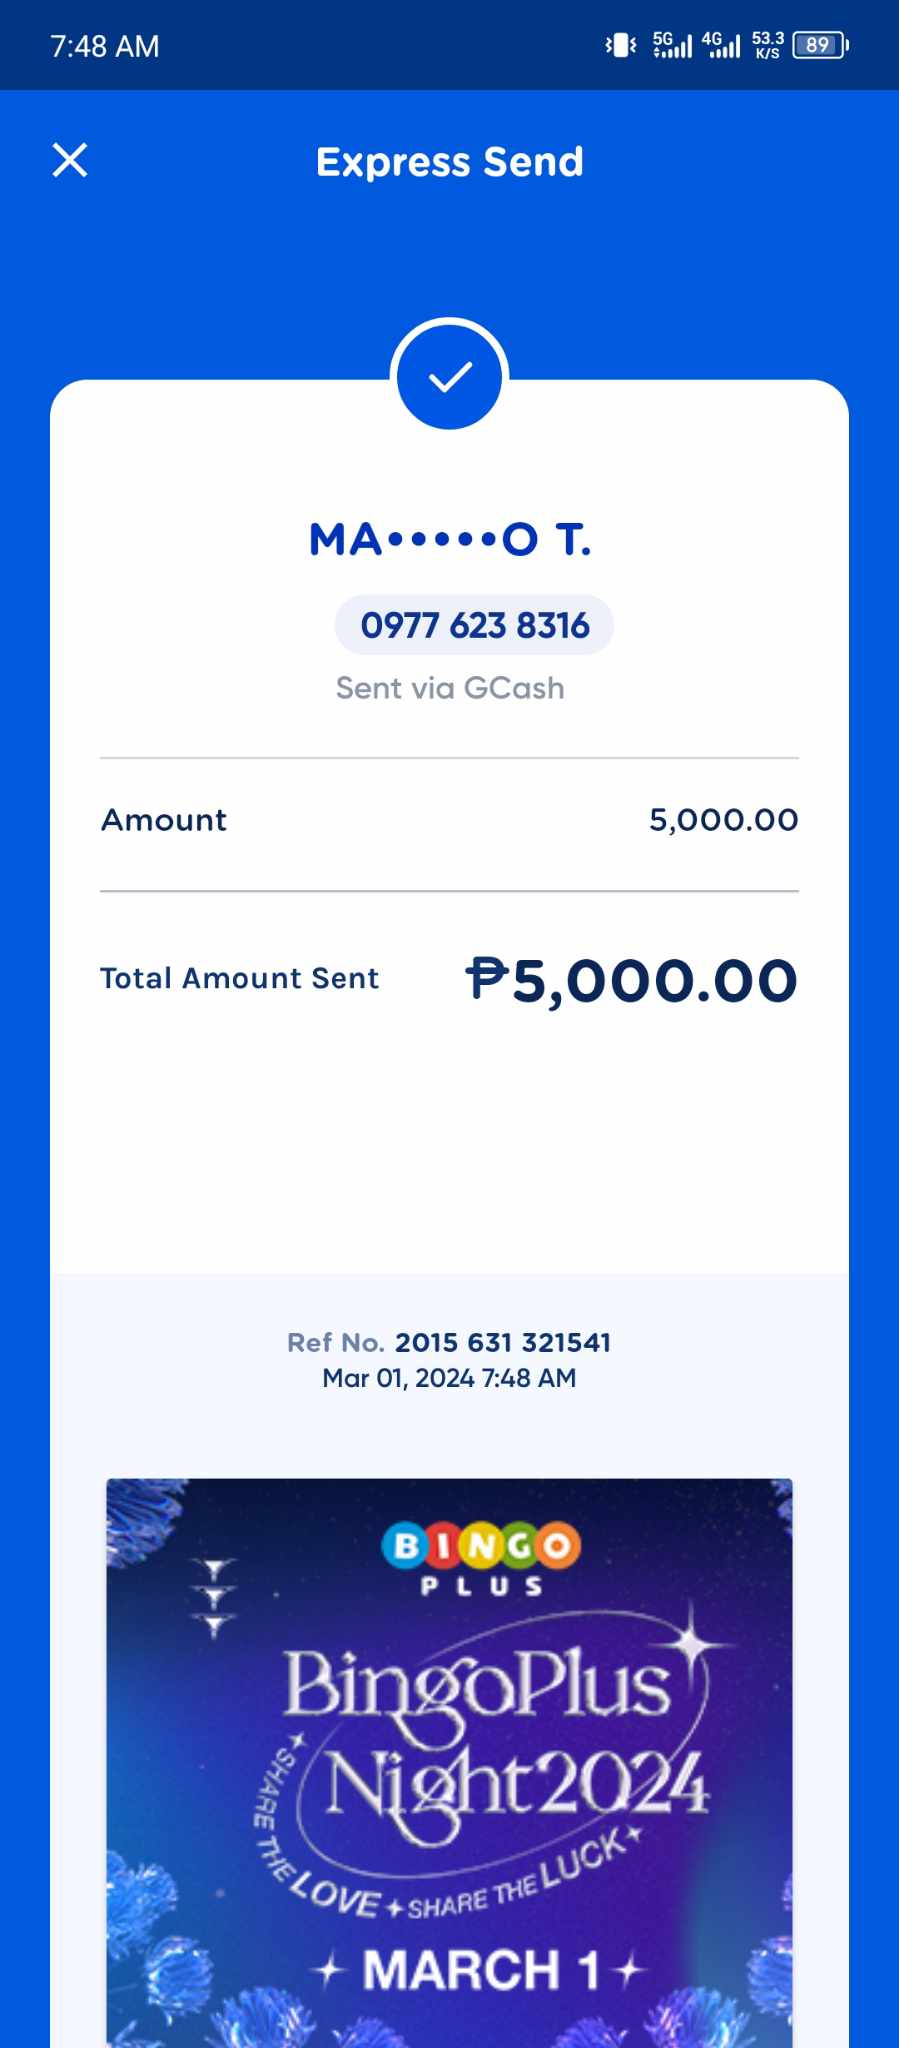 7:48 AM
5G 4G 53.3 K/S 89
Express Send
MA•••••O T.
0977 623 8316
Sent via GCash
Amount 5,000.00
Total Amount Sent ₱5,000.00
Ref No. 2015 631 321541
Mar 01, 2024 7:48 AM
BINGO
PLUS
BingoPlus
Night2024
SHARE THE LOVE SHARE THE LUCK
MARCH 1